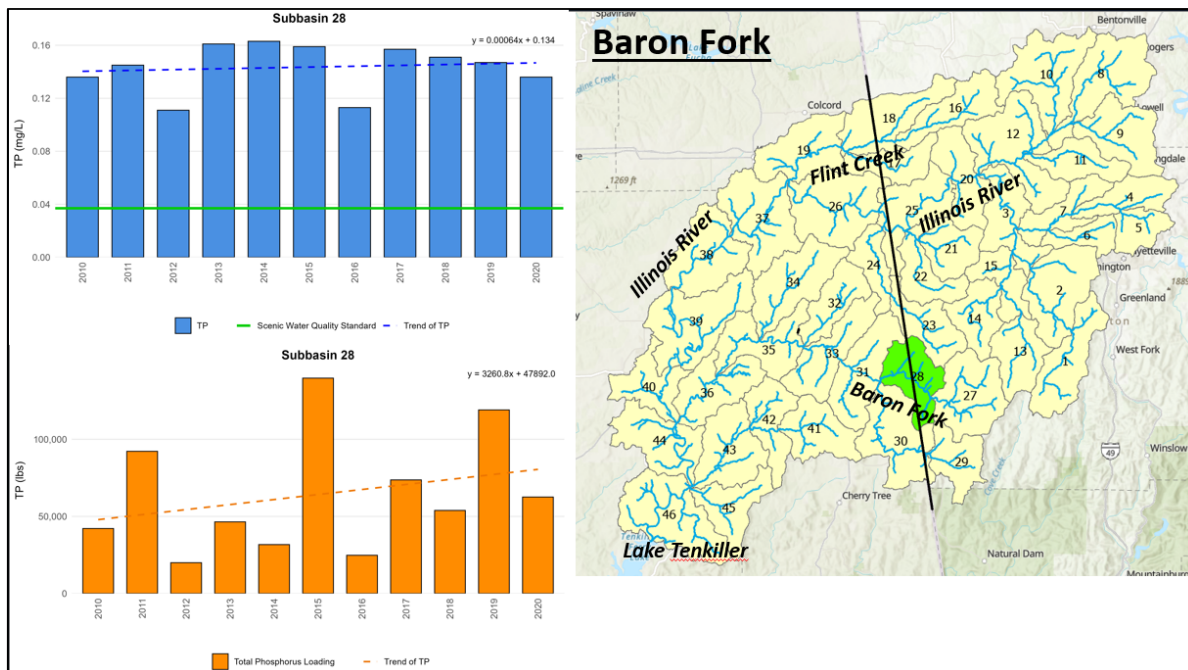 Subbasin 28
y = 0.00064x + 0.134
TP (mg/L)
0.16
0.12
0.08
0.04
0.00
2010
2011
2012
2013
2014
2015
2016
2017
2018
2019
2020
TP
Scenic Water Quality Standard
Trend of TP
Subbasin 28
y = 3260.8x + 47892.0
TP (lbs)
100,000
50,000
0
2010
2011
2012
2013
2014
2015
2016
2017
2018
2019
2020
Total Phosphorus Loading
Trend of TP
Baron Fork
Spavinaw
Bentonville
Colcord
1269 ft
Flint Creek
Illinois River
Illinois River
Baron Fork
Lake Tenkiller
Greenland
West Fork
Winslow
49
Cherry Tree
Natural Dam
Mountainburg
10
8
16
18
12
9
19
11
20
4
26
25
7
3
5
37
6
21
38
24
15
22
34
2
32
39
23
14
35
33
13
1
31
28
40
36
27
42
41
44
30
43
29
46
45